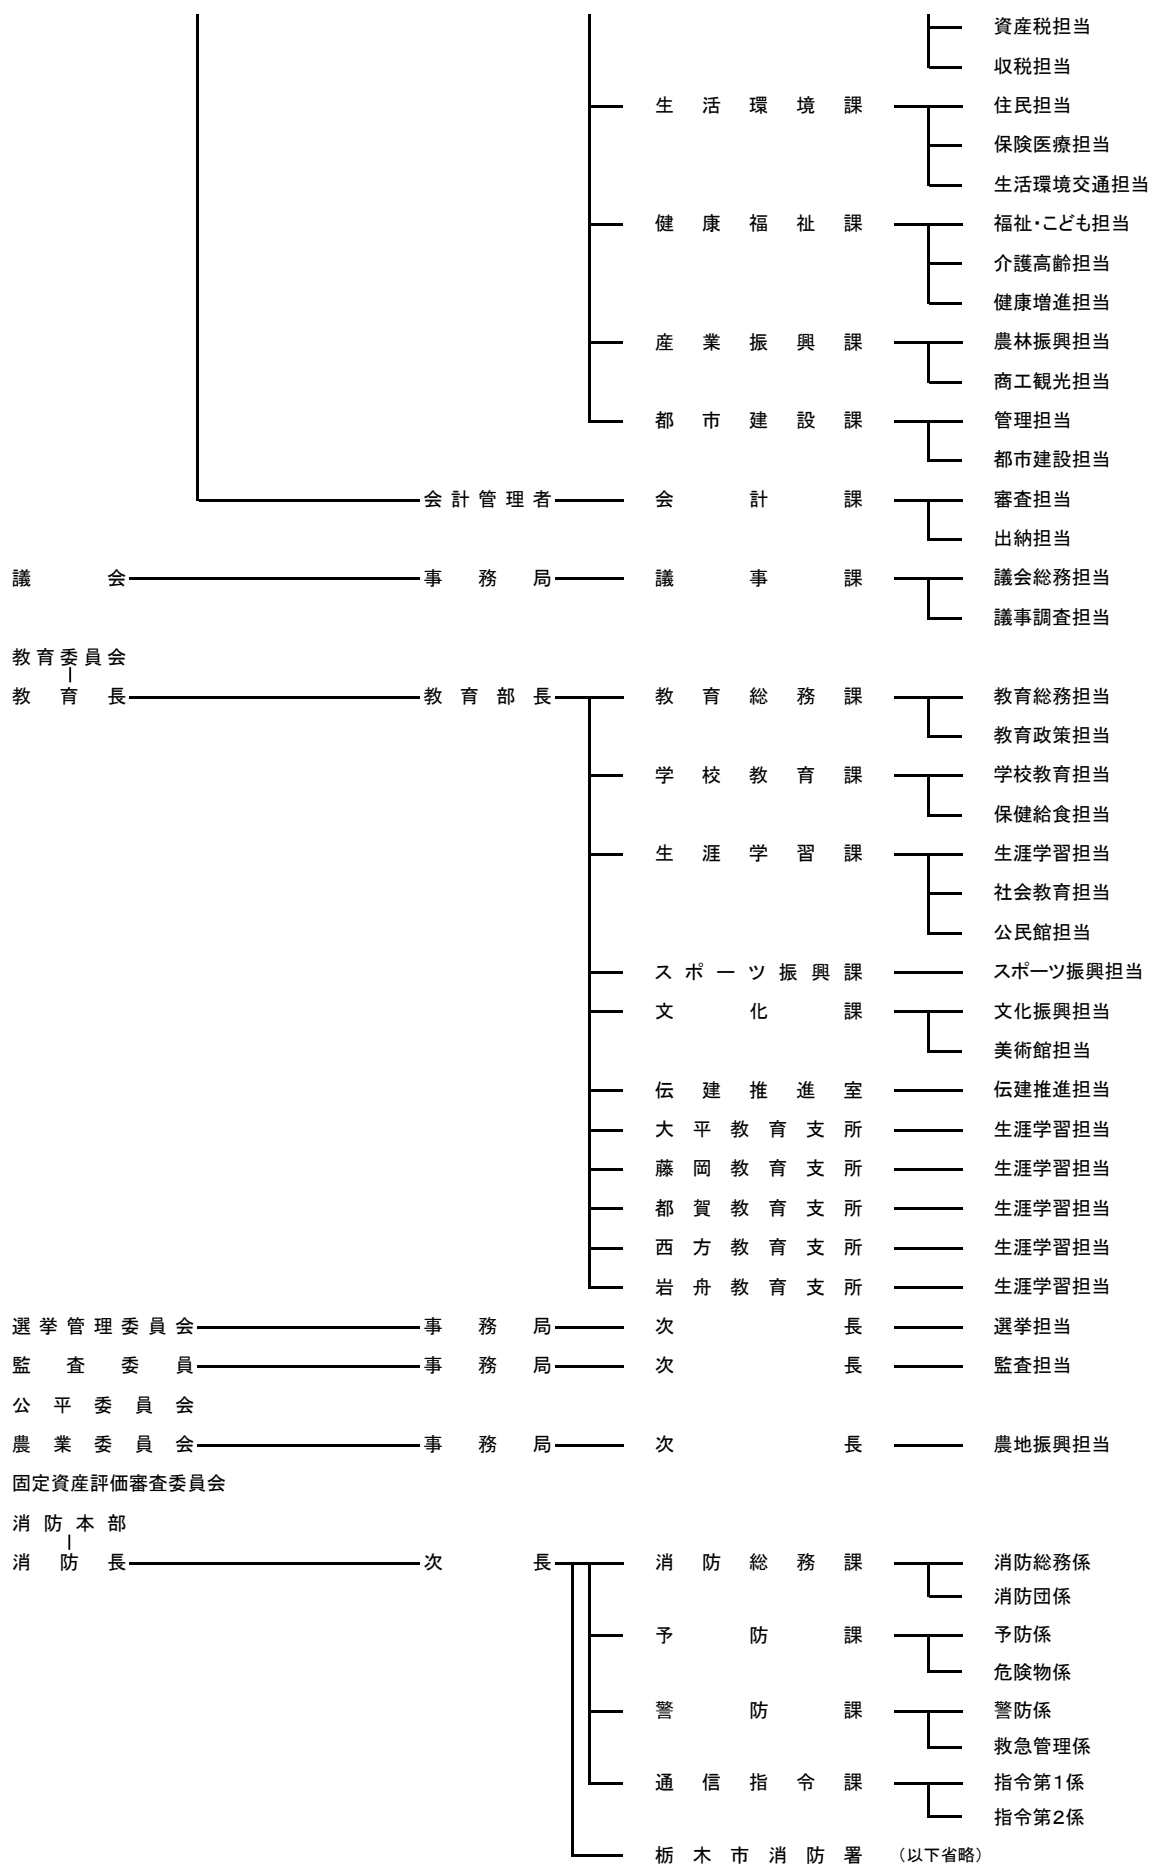 資産税担当
収税担当
生活環境課 住民担当
保険医療担当
生活環境交通担当
健康福祉課 福祉・こども担当
介護高齢担当
健康増進担当
産業振興課 農林振興担当
商工観光担当
都市建設課 管理担当
都市建設担当
会計管理者 会計課 審査担当
出納担当
議会 事務局 議事課 議会総務担当
議事調査担当
教育委員会
教育長 教育部長 教育総務課 教育総務担当
教育政策担当
学校教育課 学校教育担当
保健給食担当
生涯学習課 生涯学習担当
社会教育担当
公民館担当
スポーツ振興課 スポーツ振興担当
文化課 文化振興担当
美術館担当
伝建推進室 伝建推進担当
大平教育支所 生涯学習担当
藤岡教育支所 生涯学習担当
都賀教育支所 生涯学習担当
西方教育支所 生涯学習担当
岩舟教育支所 生涯学習担当
選挙管理委員会 事務局 次長 選挙担当
監査委員 事務局 次長 監査担当
公平委員会
農業委員会 事務局 次長 農地振興担当
固定資産評価審査委員会
消防本部
消防長 次長 消防総務課 消防総務係
消防団係
予防課 予防係
危険物係
警防課 警防係
救急管理係
通信指令課 指令第1係
指令第2係
栃木市消防署 (以下省略)